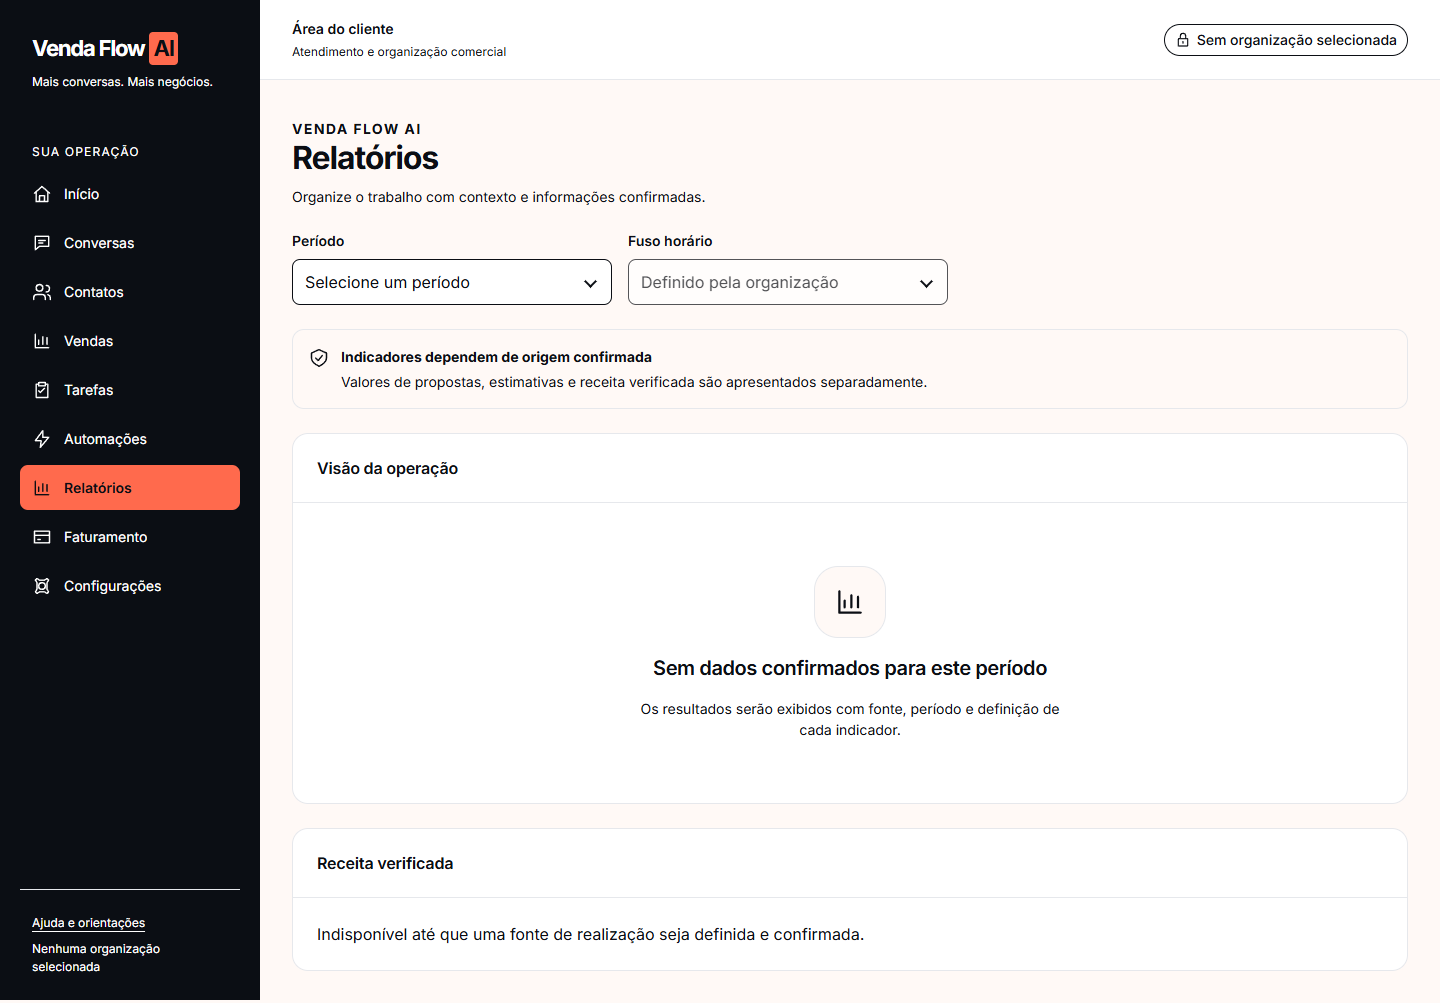 Venda Flow AI
Mais conversas. Mais negócios.
SUA OPERAÇÃO
Início
Conversas
Contatos
Vendas
Tarefas
Automações
Relatórios
Faturamento
Configurações
Ajuda e orientações
Nenhuma organização
selecionada
Área do cliente
Atendimento e organização comercial
Sem organização selecionada
VENDA FLOW AI
Relatórios
Organize o trabalho com contexto e informações confirmadas.
Período
Selecione um período
Fuso horário
Definido pela organização
Indicadores dependem de origem confirmada
Valores de propostas, estimativas e receita verificada são apresentados separadamente.
Visão da operação
Sem dados confirmados para este período
Os resultados serão exibidos com fonte, período e definição de
cada indicador.
Receita verificada
Indisponível até que uma fonte de realização seja definida e confirmada.